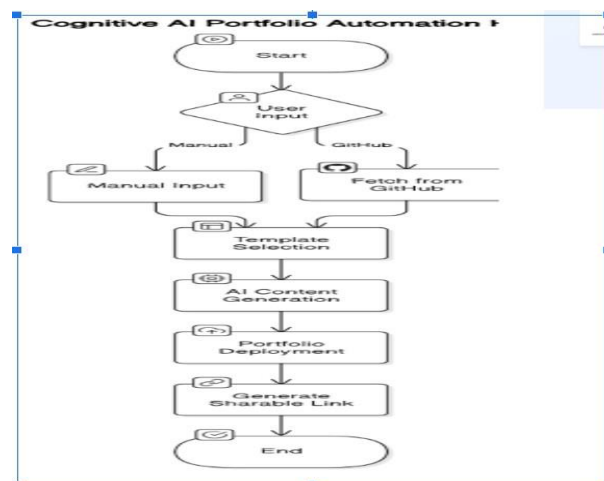 Cognitive AI Portfolio Automation
Start
User
Input
Manual
GitHub
Manual Input
Fetch from
GitHub
Template
Selection
AI Content
Generation
Portfolio
Deployment
Generate
Sharable Link
End